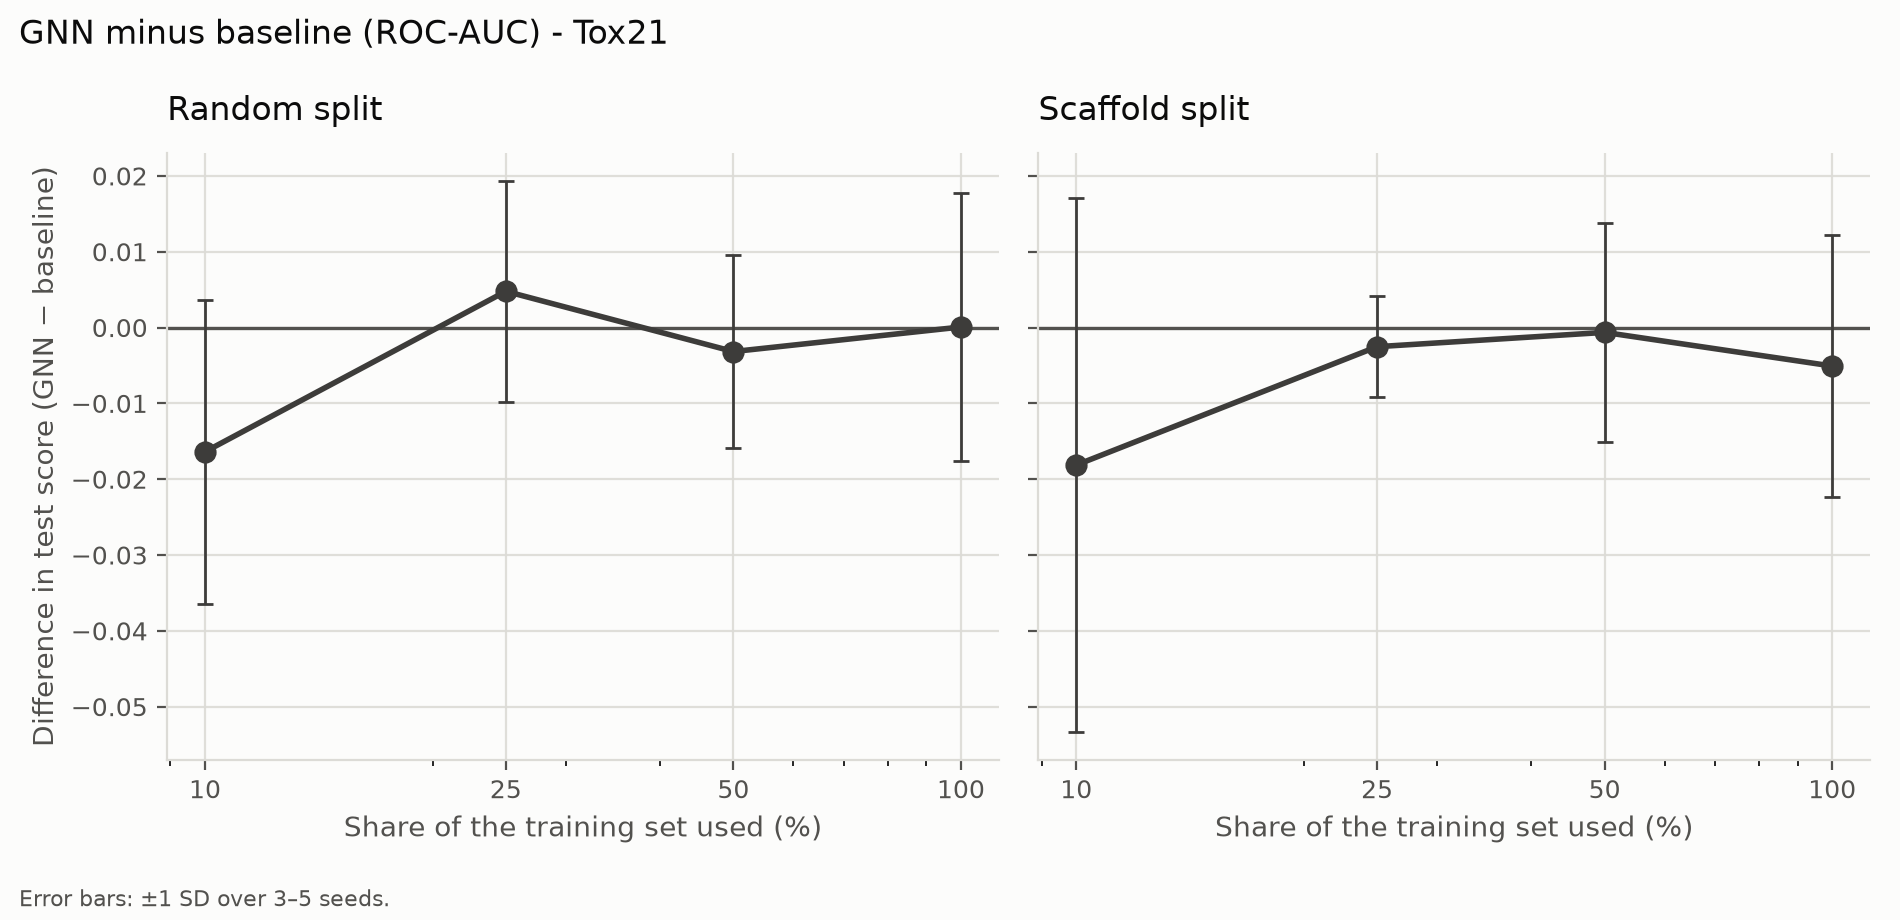 GNN minus baseline (ROC-AUC) - Tox21
Random split
Scaffold split
Difference in test score (GNN − baseline)
0.02
0.01
0.00
−0.01
−0.02
−0.03
−0.04
−0.05
10 25 50 100
10 25 50 100
Share of the training set used (%)
Share of the training set used (%)
Error bars: ±1 SD over 3–5 seeds.